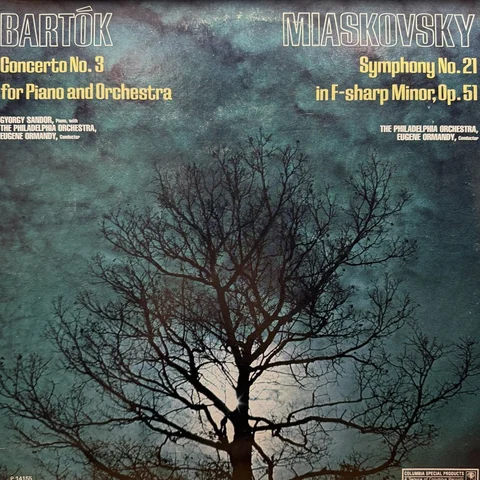 BARTÓK
Concerto No. 3
for Piano and Orchestra
GYORGY SANDOR, Piano, with
THE PHILADELPHIA ORCHESTRA,
EUGENE ORMANDY, Conductor
MIASKOVSKY
Symphony No. 21
in F-sharp Minor, Op. 51
THE PHILADELPHIA ORCHESTRA,
EUGENE ORMANDY, Conductor
P 14155
COLUMBIA SPECIAL PRODUCTS